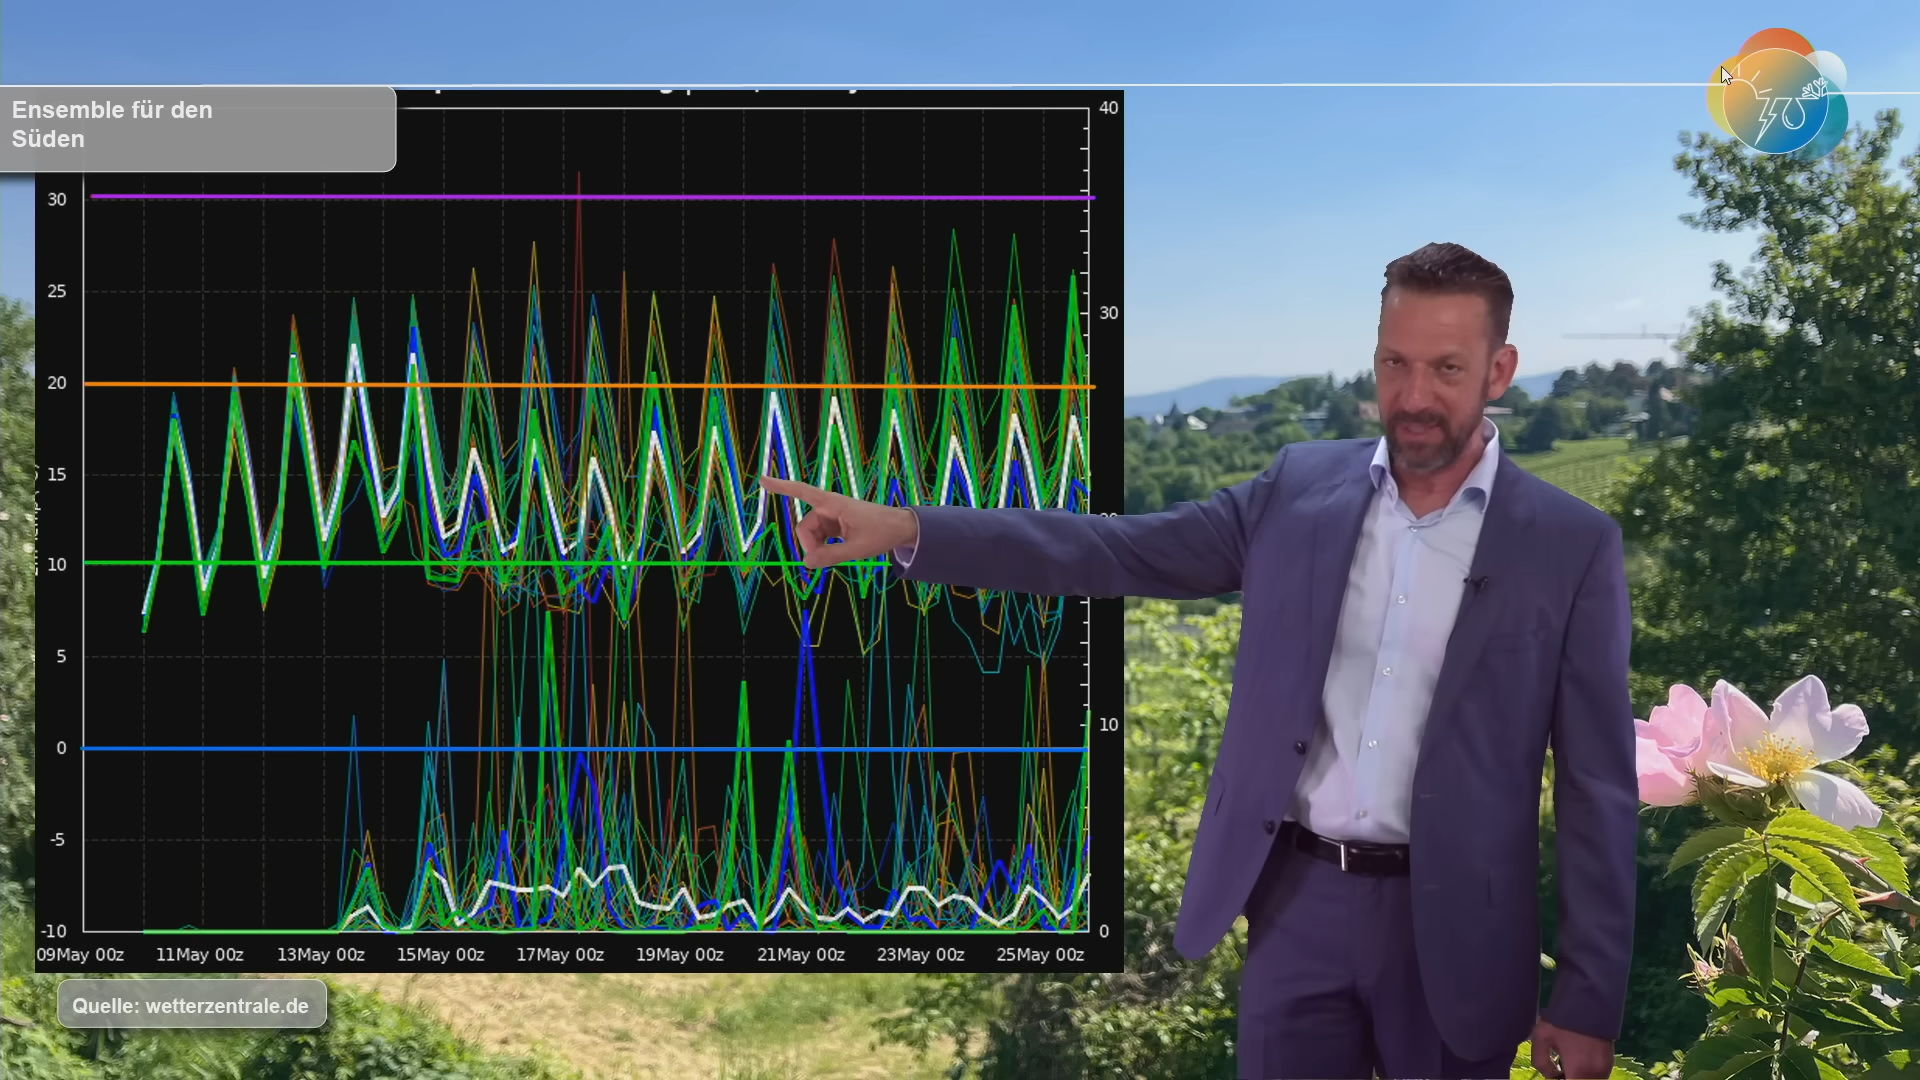 Ensemble für den
Süden
40
30
30
25
20
15
10
10
5
0
-5
-10
0
09May 00z
11May 00z
13May 00z
15May 00z
17May 00z
19May 00z
21May 00z
23May 00z
25May 00z
Quelle: wetterzentrale.de